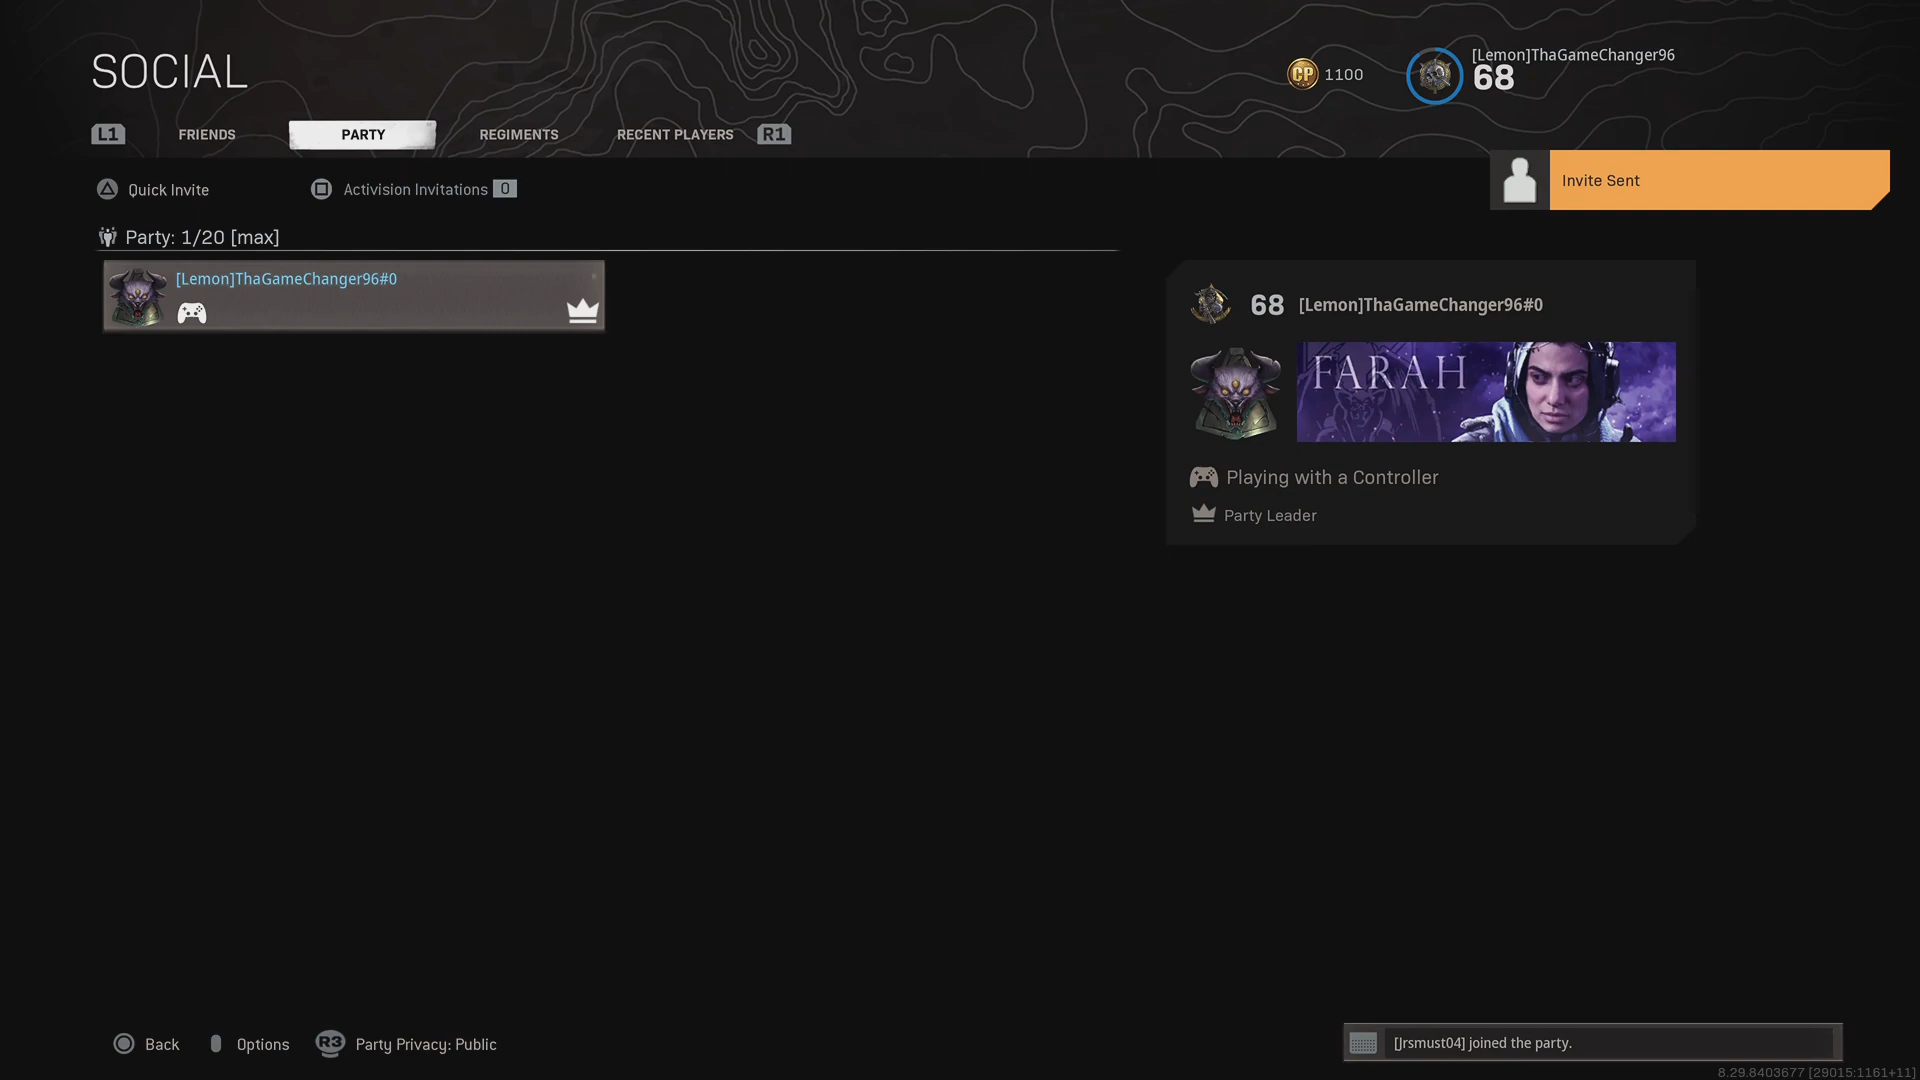 SOCIAL
CP 1100
[Lemon]ThaGameChanger96
68
L1 FRIENDS PARTY REGIMENTS RECENT PLAYERS R1
Quick Invite Activision Invitations 0
Invite Sent
Party: 1/20 [max]
[Lemon]ThaGameChanger96#0
68 [Lemon]ThaGameChanger96#0
FARAH
Playing with a Controller
Party Leader
Back Options R3 Party Privacy: Public
[Jrsmust04] joined the party.
8.29.8403677 [29015:1161+11]